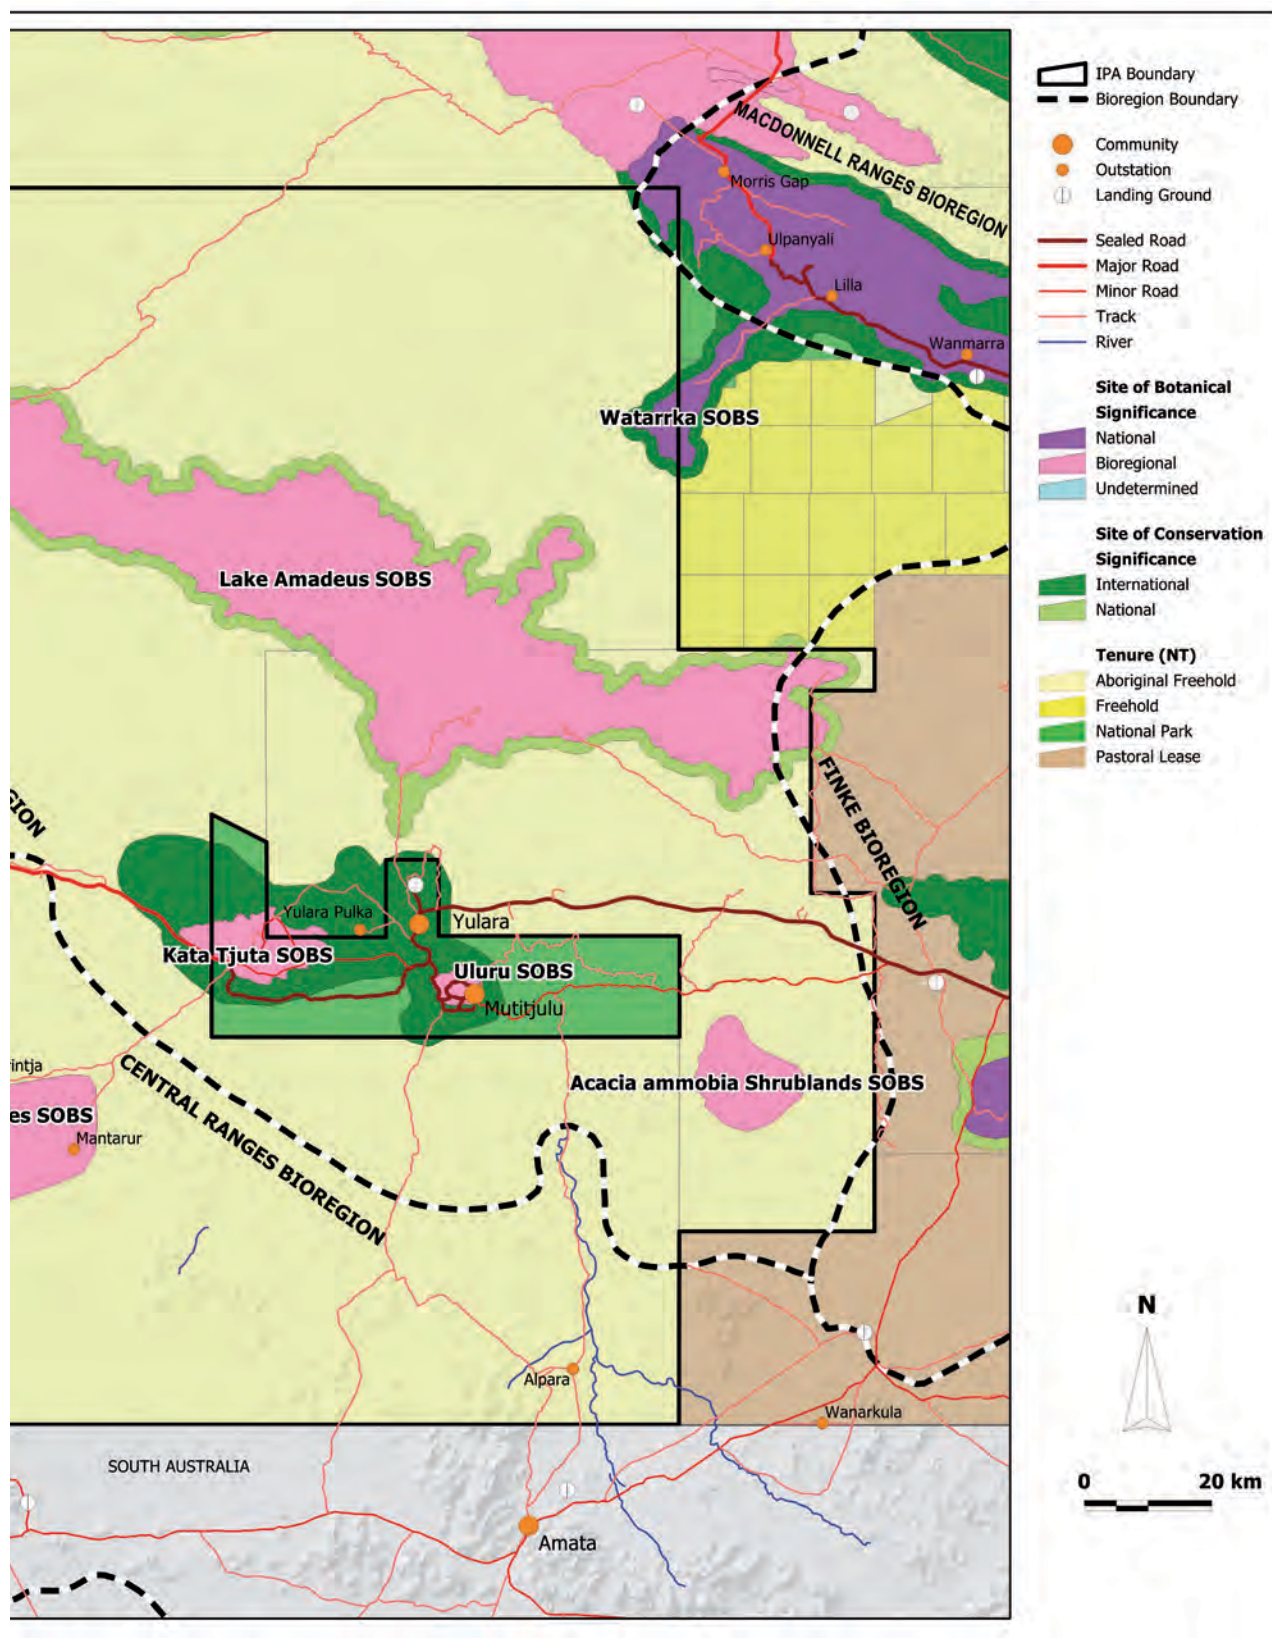 MACDONNELL RANGES BIOREGION
Morris Gap
Ulpanyali
Lilla
Wanmarra
Watarrka SOBS
Lake Amadeus SOBS
GION
FINKE BIOREGION
Yulara Pulka
Yulara
Kata Tjuta SOBS
Uluru SOBS
Mutitjulu
rintja
CENTRAL RANGES BIOREGION
Acacia ammobia Shrublands SOBS
es SOBS
Mantarur
Alpara
Wanarkula
SOUTH AUSTRALIA
Amata
IPA Boundary
Bioregion Boundary
Community
Outstation
Landing Ground
Sealed Road
Major Road
Minor Road
Track
River
Site of Botanical
Significance
National
Bioregional
Undetermined
Site of Conservation
Significance
International
National
Tenure (NT)
Aboriginal Freehold
Freehold
National Park
Pastoral Lease
N
0 20 km